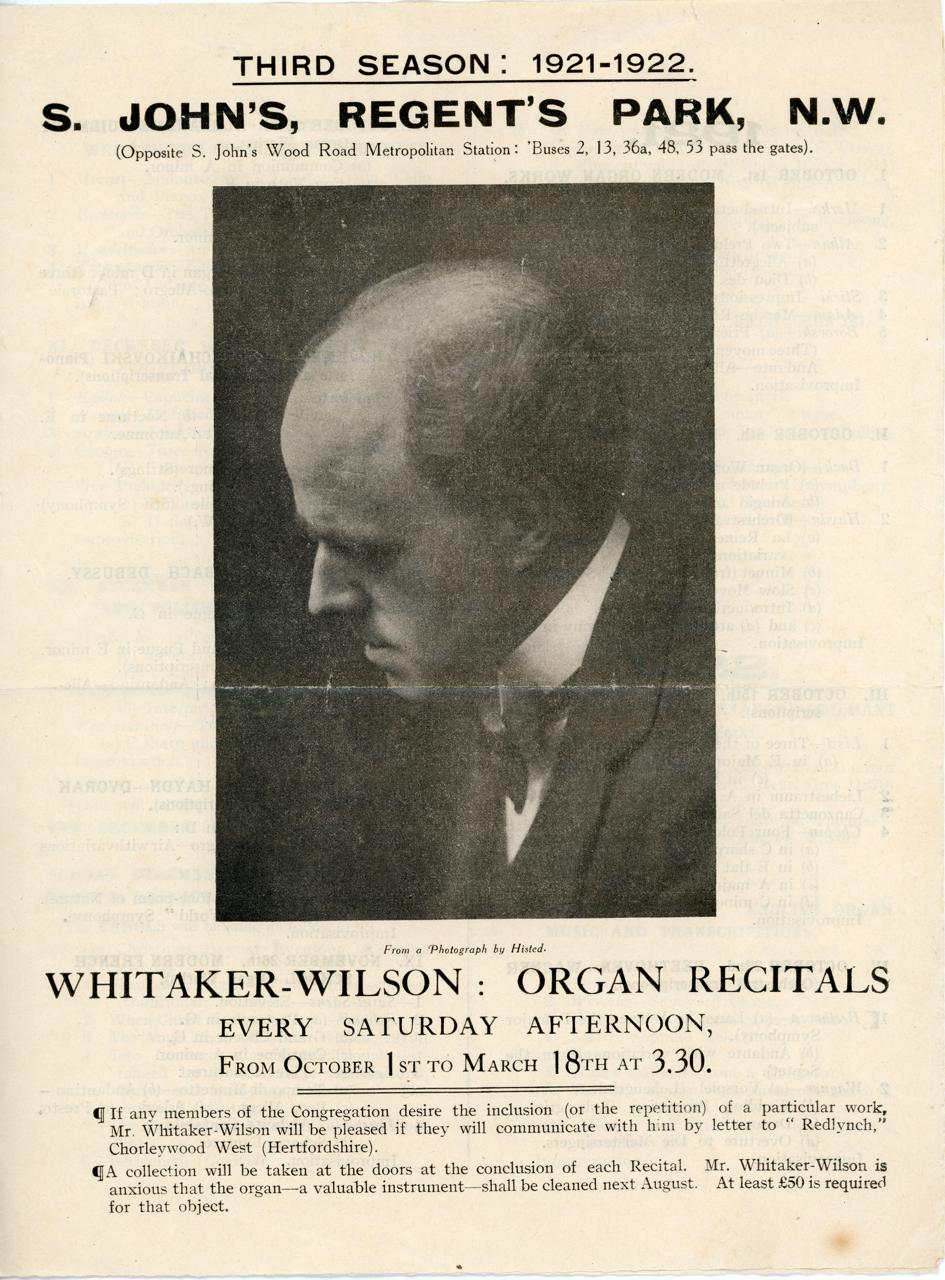 THIRD SEASON: 1921-1922.
S. JOHN'S, REGENT'S PARK, N.W.
(Opposite S. John's Wood Road Metropolitan Station: 'Buses 2, 13, 36a, 48, 53 pass the gates).
From a Photograph by Histed.
WHITAKER-WILSON: ORGAN RECITALS
EVERY SATURDAY AFTERNOON,
FROM OCTOBER 1ST TO MARCH 18TH AT 3.30.
¶ If any members of the Congregation desire the inclusion (or the repetition) of a particular work,
Mr. Whitaker-Wilson will be pleased if they will communicate with him by letter to "Redlynch,"
Chorleywood West (Hertfordshire).
¶ A collection will be taken at the doors at the conclusion of each Recital. Mr. Whitaker-Wilson is
anxious that the organ—a valuable instrument—shall be cleaned next August. At least £50 is required
for that object.